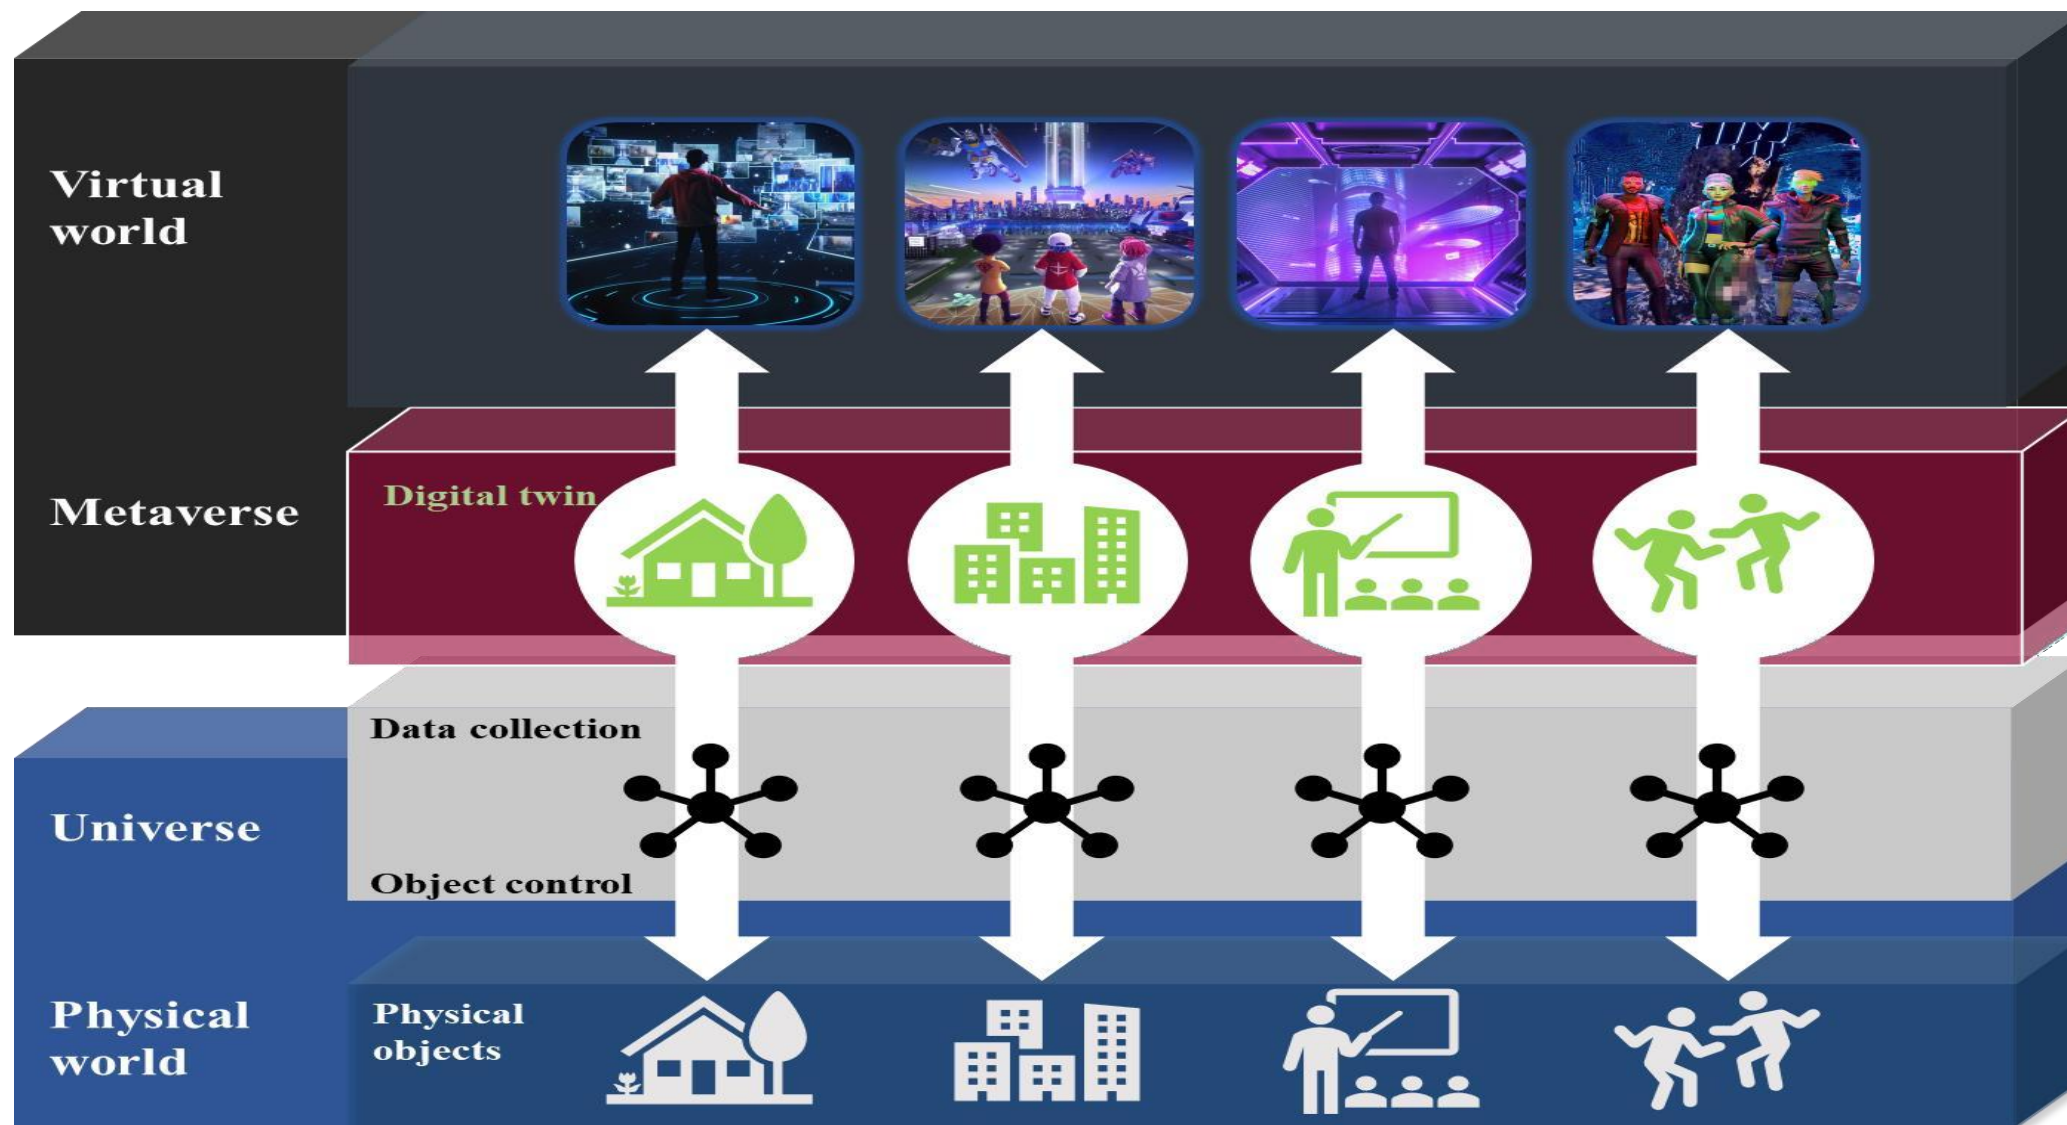 Virtual
world
Metaverse
Digital twin
Data collection
Universe
Object control
Physical
world
Physical
objects